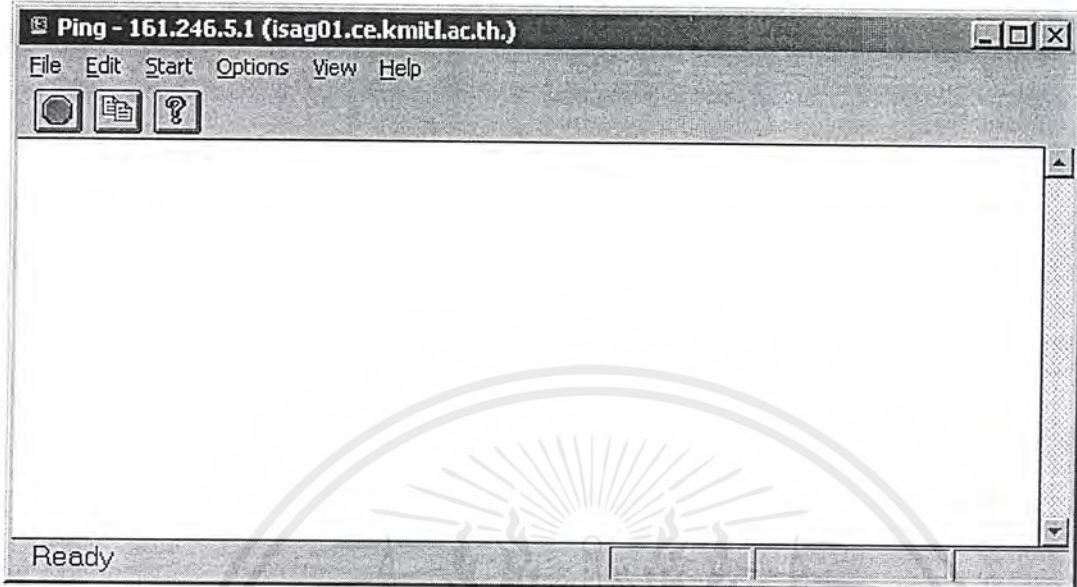 Ping - 161.246.5.1 (isag01.ce.kmitl.ac.th.)
File Edit Start Options View Help
Ready